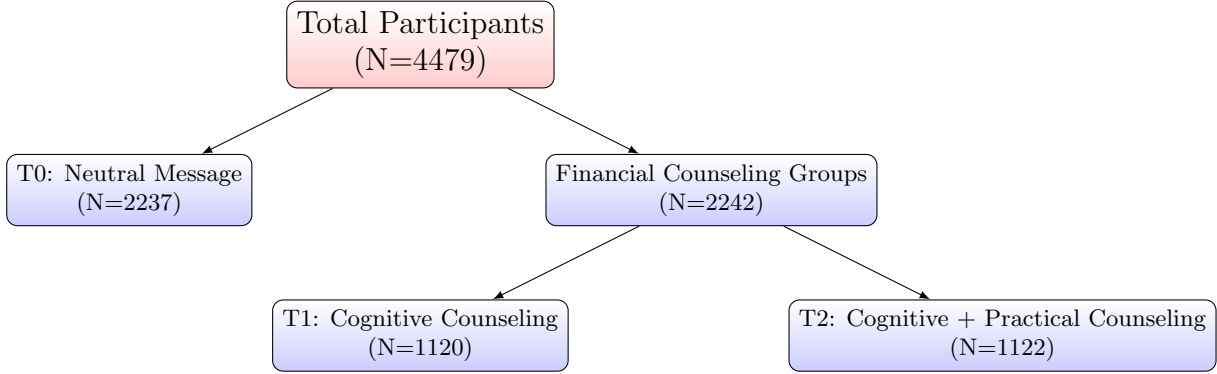 Total Participants
(N=4479)
T0: Neutral Message
(N=2237)
Financial Counseling Groups
(N=2242)
T1: Cognitive Counseling
(N=1120)
T2: Cognitive + Practical Counseling
(N=1122)